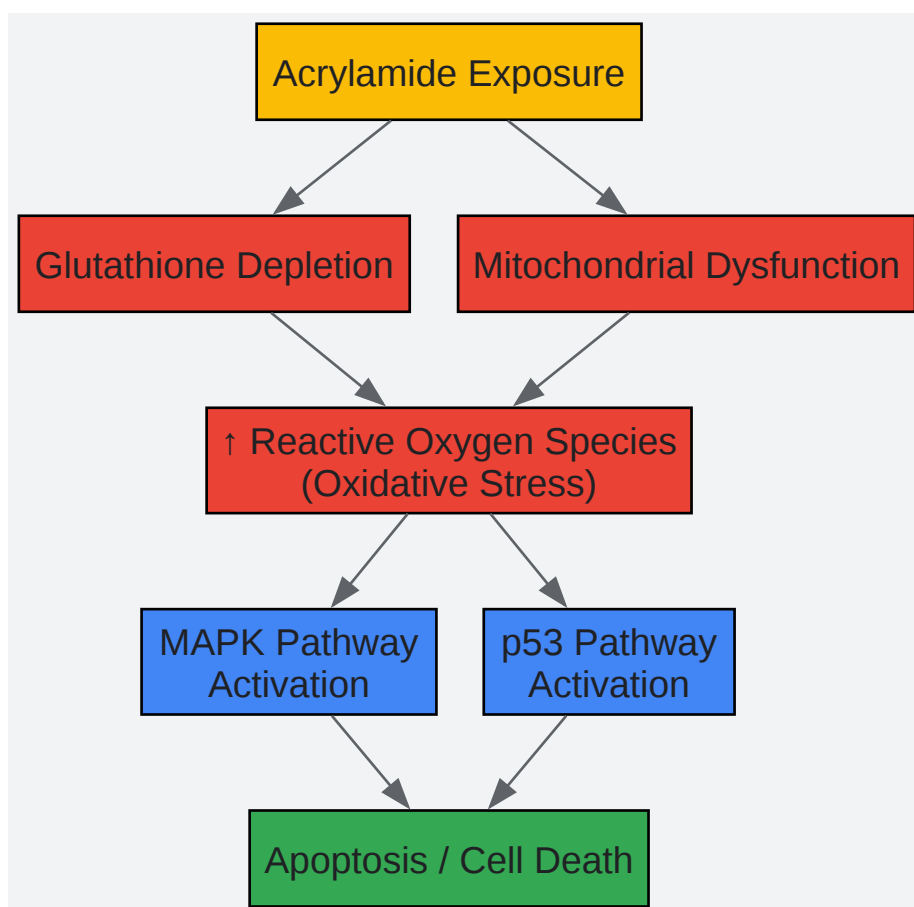 Acrylamide Exposure
Glutathione Depletion
Mitochondrial Dysfunction
↑ Reactive Oxygen Species
(Oxidative Stress)
MAPK Pathway
Activation
p53 Pathway
Activation
Apoptosis / Cell Death